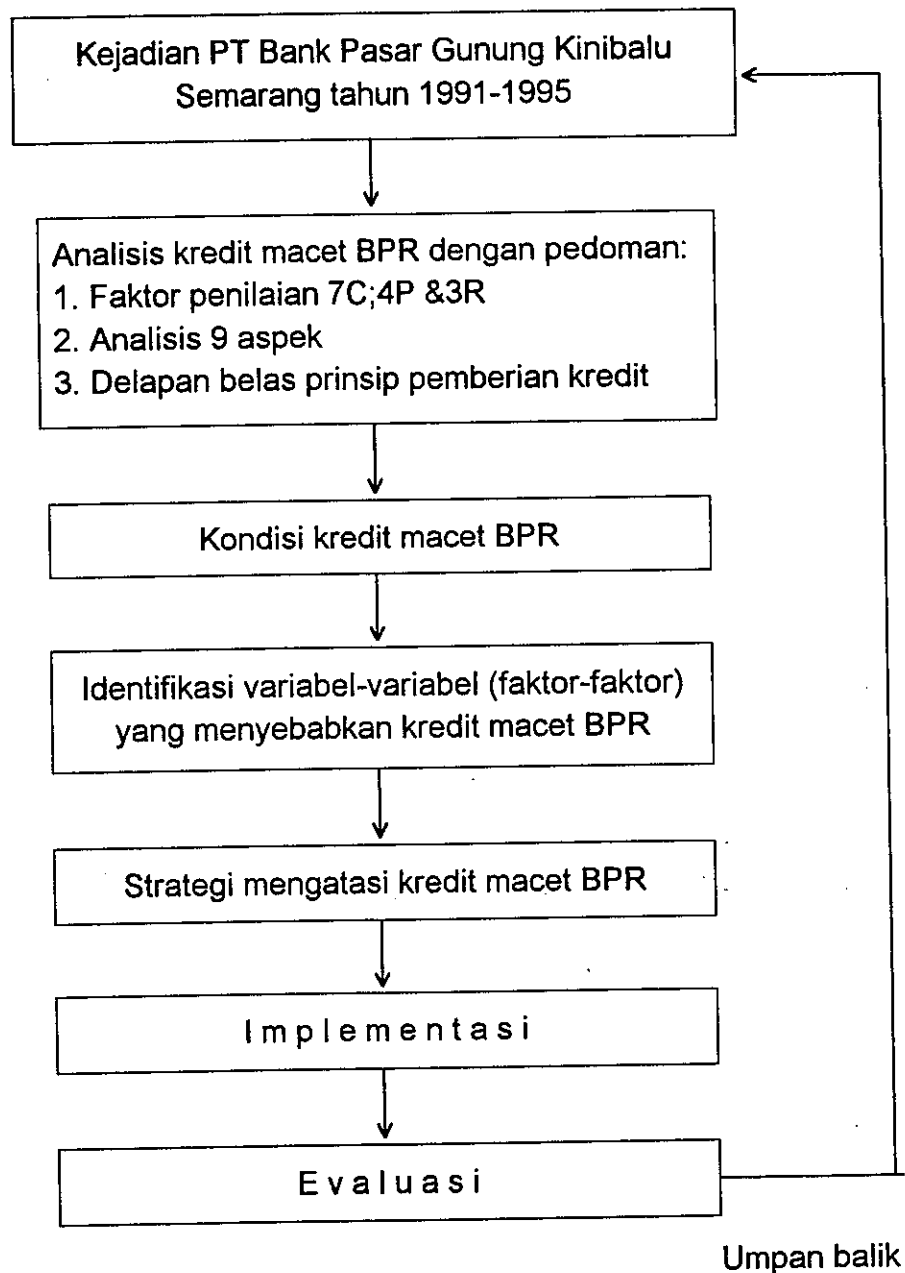 Kejadian PT Bank Pasar Gunung Kinibalu
Semarang tahun 1991-1995
Analisis kredit macet BPR dengan pedoman:
1. Faktor penilaian 7C;4P &3R
2. Analisis 9 aspek
3. Delapan belas prinsip pemberian kredit
Kondisi kredit macet BPR
Identifikasi variabel-variabel (faktor-faktor)
yang menyebabkan kredit macet BPR
Strategi mengatasi kredit macet BPR
I m p l e m e n t a s i
E v a l u a s i
Umpan balik